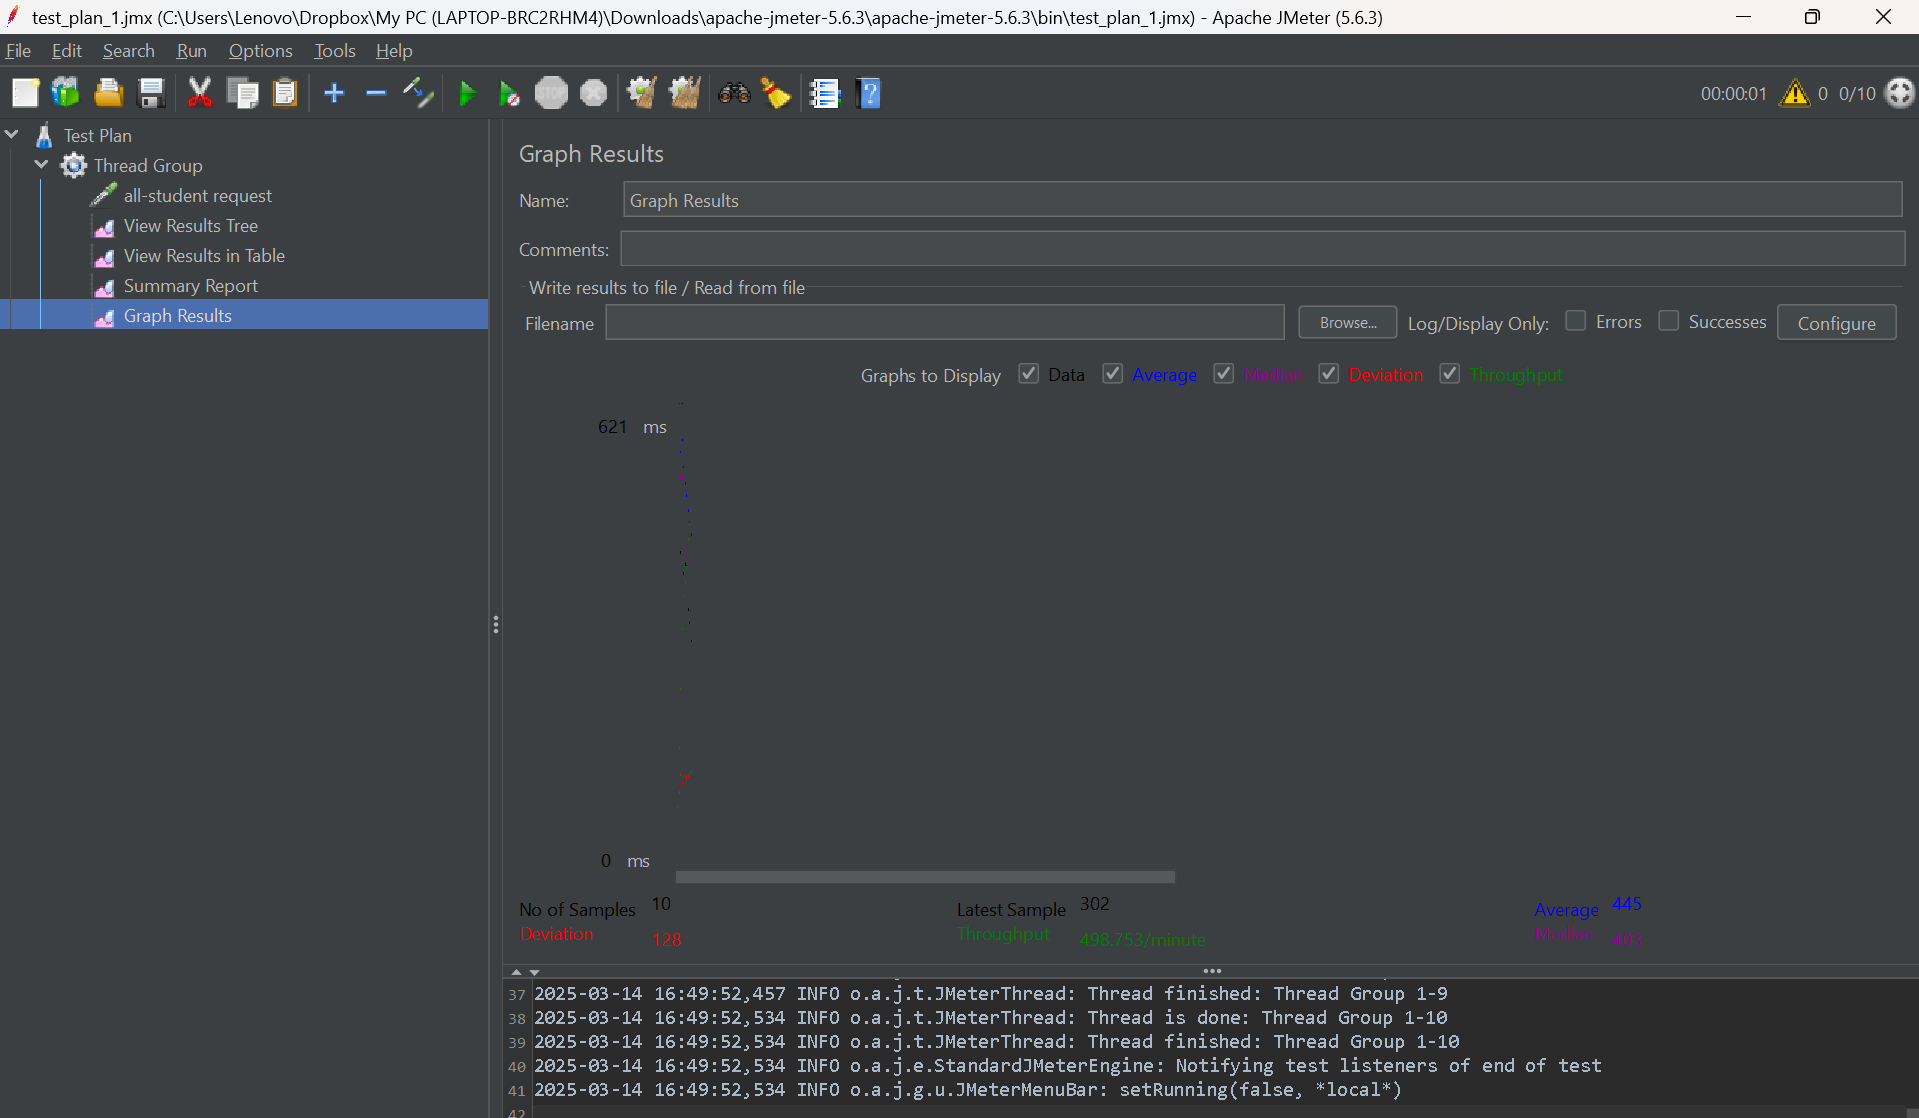 test_plan_1.jmx (C:\Users\Lenovo\Dropbox\My PC (LAPTOP-BRC2RHM4)\Downloads\apache-jmeter-5.6.3\apache-jmeter-5.6.3\bin\test_plan_1.jmx) - Apache JMeter (5.6.3)
File Edit Search Run Options Tools Help
STOP 00:00:01 0 0/10
Test Plan
Thread Group
all-student request
View Results Tree
View Results in Table
Summary Report
Graph Results
Graph Results
Name: Graph Results
Comments:
Write results to file / Read from file
Filename Browse... Log/Display Only: Errors Successes Configure
Graphs to Display Data Average Median Deviation Throughput
621 ms
0 ms
No of Samples 10 Latest Sample 302 Average 445
Deviation 128 Throughput 498.753/minute Median
37 2025-03-14 16:49:52,457 INFO o.a.j.t.JMeterThread: Thread finished: Thread Group 1-9
38 2025-03-14 16:49:52,534 INFO o.a.j.t.JMeterThread: Thread is done: Thread Group 1-10
39 2025-03-14 16:49:52,534 INFO o.a.j.t.JMeterThread: Thread finished: Thread Group 1-10
40 2025-03-14 16:49:52,534 INFO o.a.j.e.StandardJMeterEngine: Notifying test listeners of end of test
41 2025-03-14 16:49:52,534 INFO o.a.j.g.u.JMeterMenuBar: setRunning(false, *local*)
42